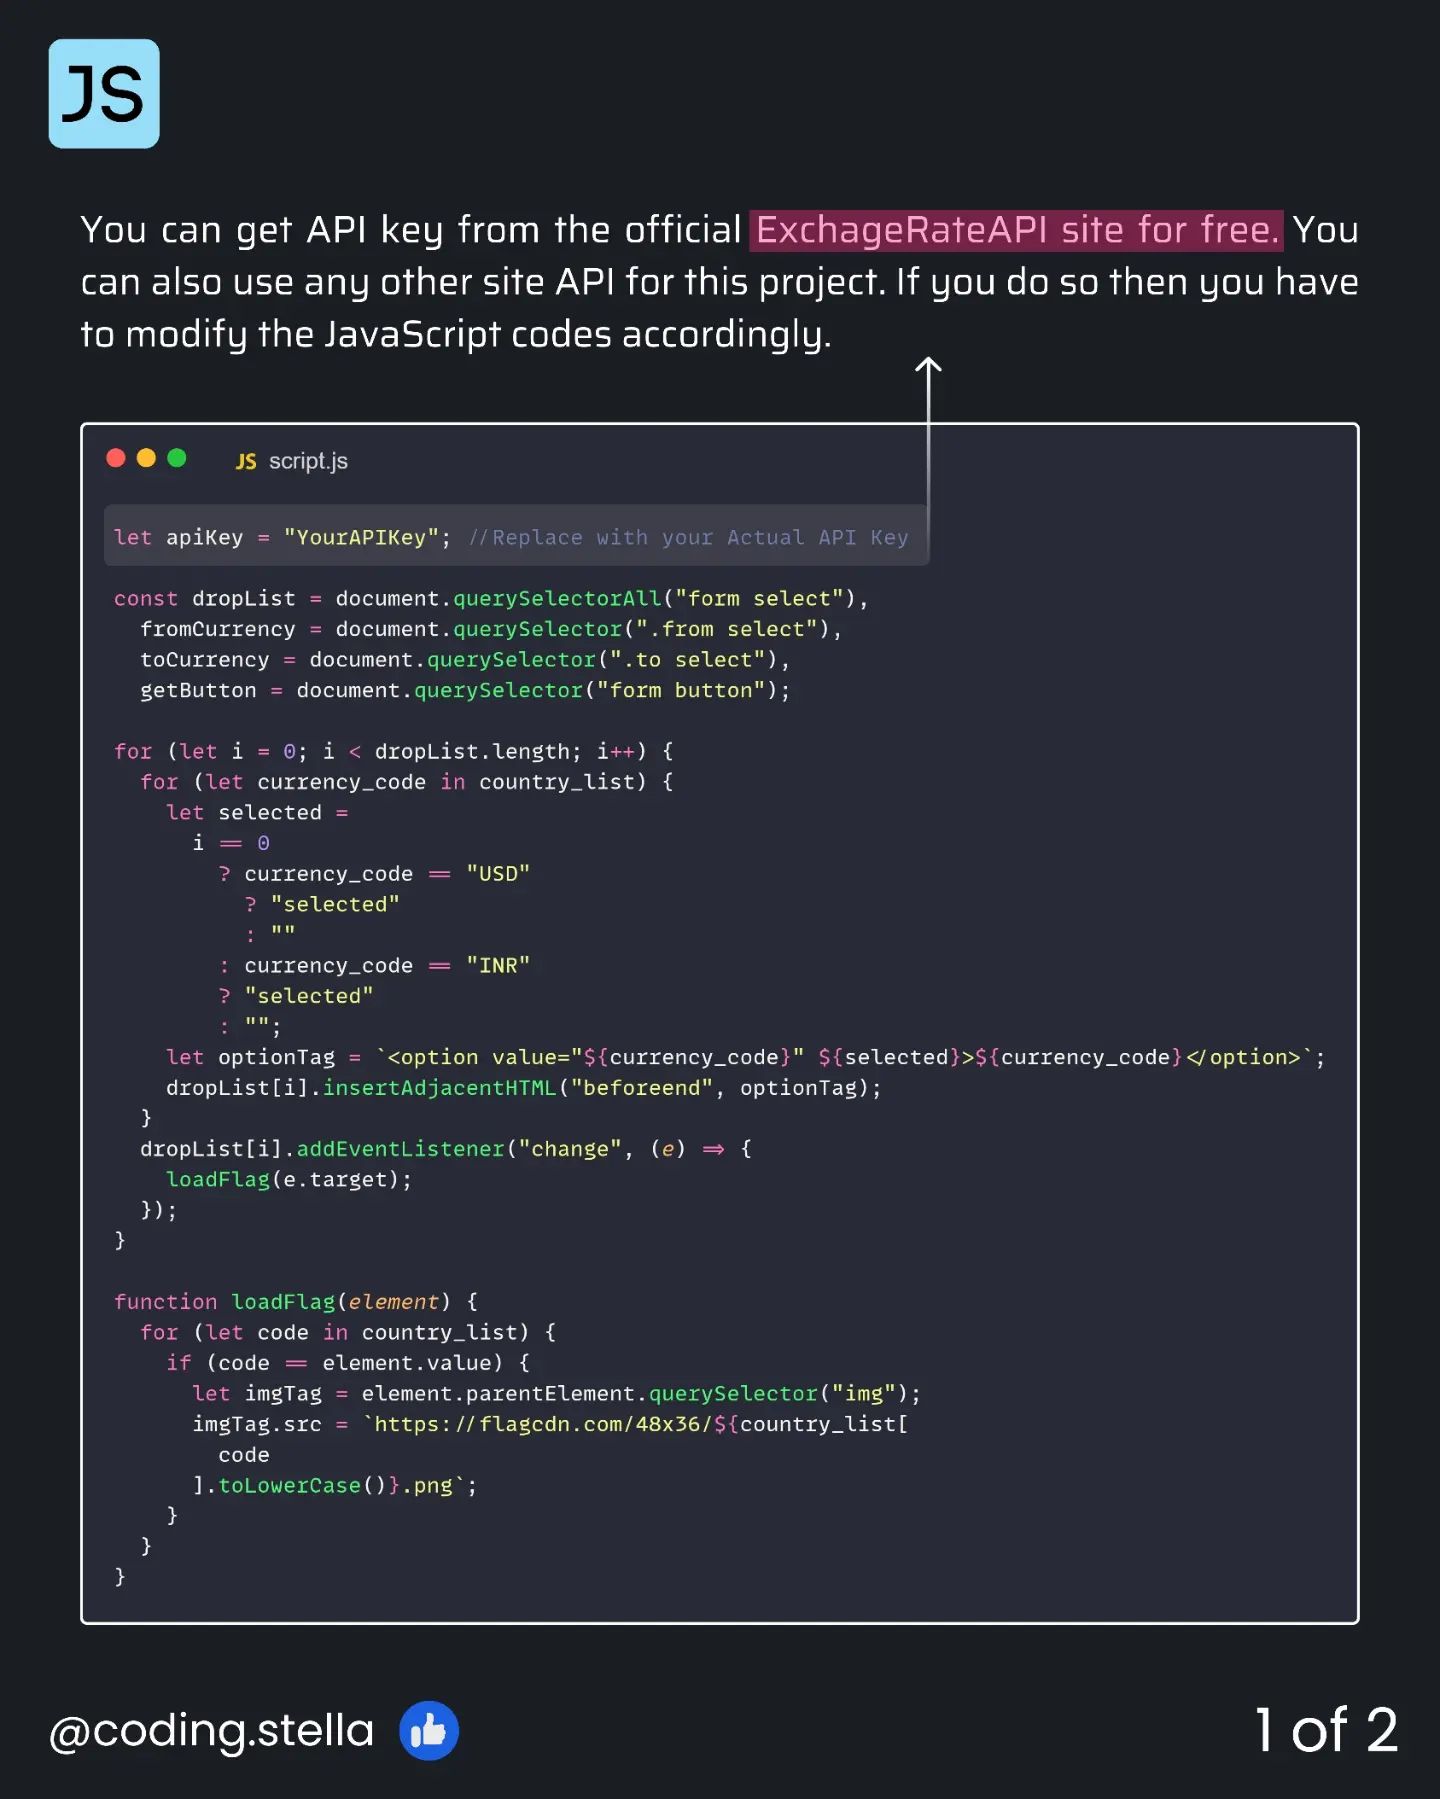 JS
You can get API key from the official ExchageRateAPI site for free. You
can also use any other site API for this project. If you do so then you have
to modify the JavaScript codes accordingly.
JS script.js
let apiKey = "YourAPIKey"; //Replace with your Actual API Key
const dropList = document.querySelectorAll("form select"),
  fromCurrency = document.querySelector(".from select"),
  toCurrency = document.querySelector(".to select"),
  getButton = document.querySelector("form button");
for (let i = 0; i < dropList.length; i++) {
  for (let currency_code in country_list) {
    let selected =
      i == 0
        ? currency_code == "USD"
          ? "selected"
          : ""
        : currency_code == "INR"
        ? "selected"
        : "";
    let optionTag = `<option value="${currency_code}" ${selected}>${currency_code}</option>`;
    dropList[i].insertAdjacentHTML("beforeend", optionTag);
  }
  dropList[i].addEventListener("change", (e) => {
    loadFlag(e.target);
  });
}
function loadFlag(element) {
  for (let code in country_list) {
    if (code == element.value) {
      let imgTag = element.parentElement.querySelector("img");
      imgTag.src = `https://flagcdn.com/48x36/${country_list[
        code
      ].toLowerCase()}.png`;
    }
  }
}
@coding.stella
1 of 2